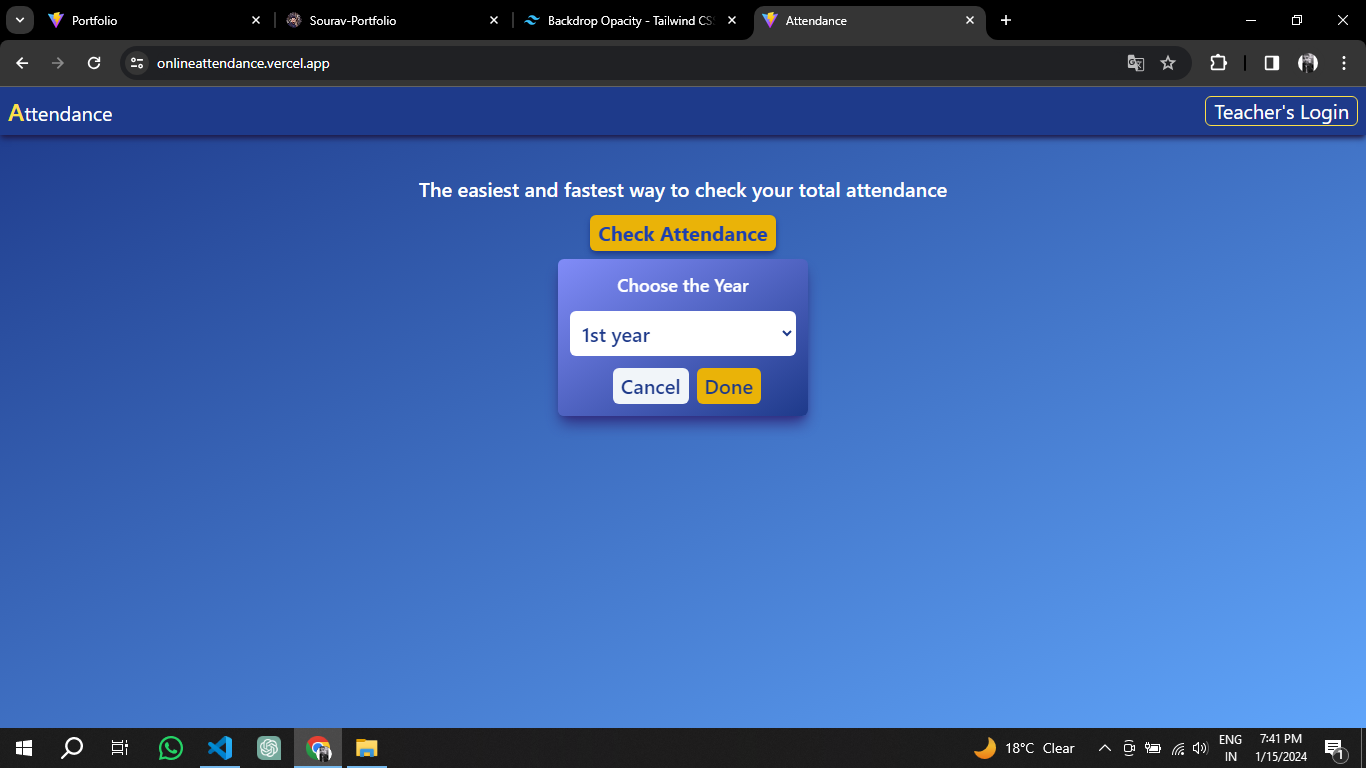 Portfolio
Sourav-Portfolio
Backdrop Opacity - Tailwind CS
Attendance
onlineattendance.vercel.app
Attendance
Teacher's Login
The easiest and fastest way to check your total attendance
Check Attendance
Choose the Year
1st year
Cancel Done
18°C Clear
ENG
IN
7:41 PM
1/15/2024
1